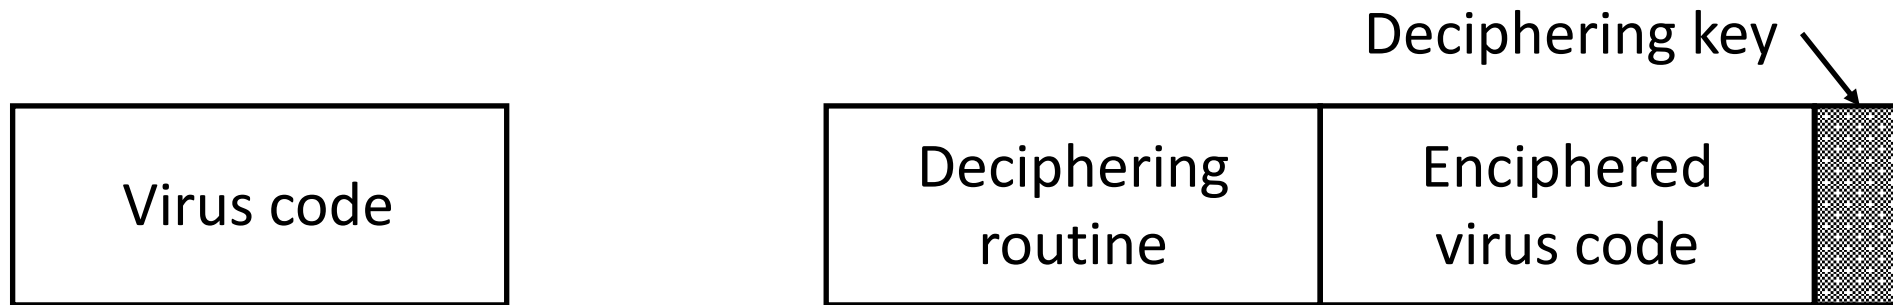 Deciphering key
Virus code
Deciphering
routine
Enciphered
virus code